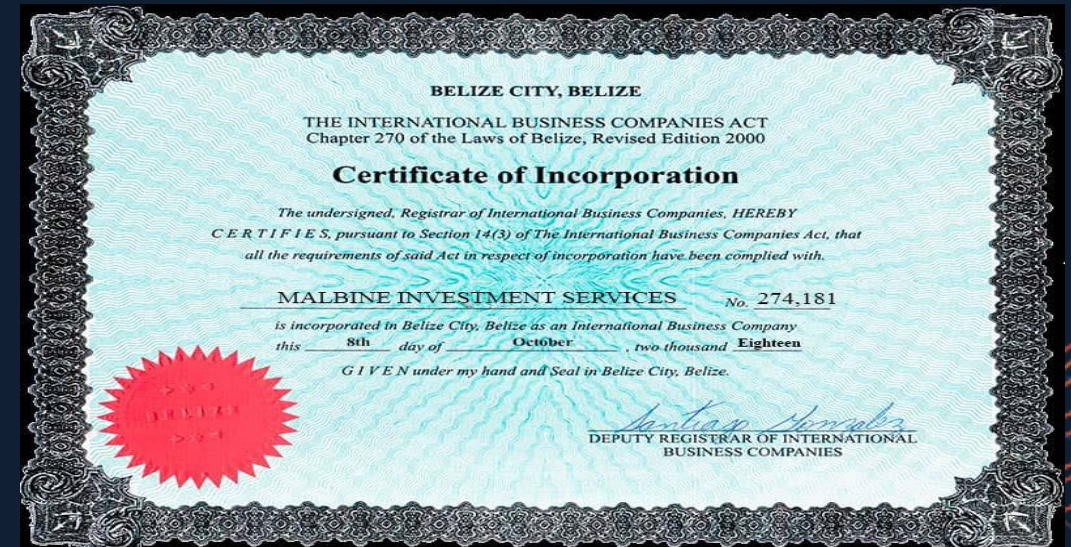 BELIZE CITY, BELIZE
THE INTERNATIONAL BUSINESS COMPANIES ACT
Chapter 270 of the Laws of Belize, Revised Edition 2000
Certificate of Incorporation
The undersigned, Registrar of International Business Companies, HEREBY
C E R T I F I E S, pursuant to Section 14(3) of The International Business Companies Act, that
all the requirements of said Act in respect of incorporation have been complied with.
MALBINE INVESTMENT SERVICES No. 274,181
is incorporated in Belize City, Belize as an International Business Company
this 8th day of October , two thousand Eighteen
G I V E N under my hand and Seal in Belize City, Belize.
BELIZE
Santiago Gonzalez
DEPUTY REGISTRAR OF INTERNATIONAL
BUSINESS COMPANIES